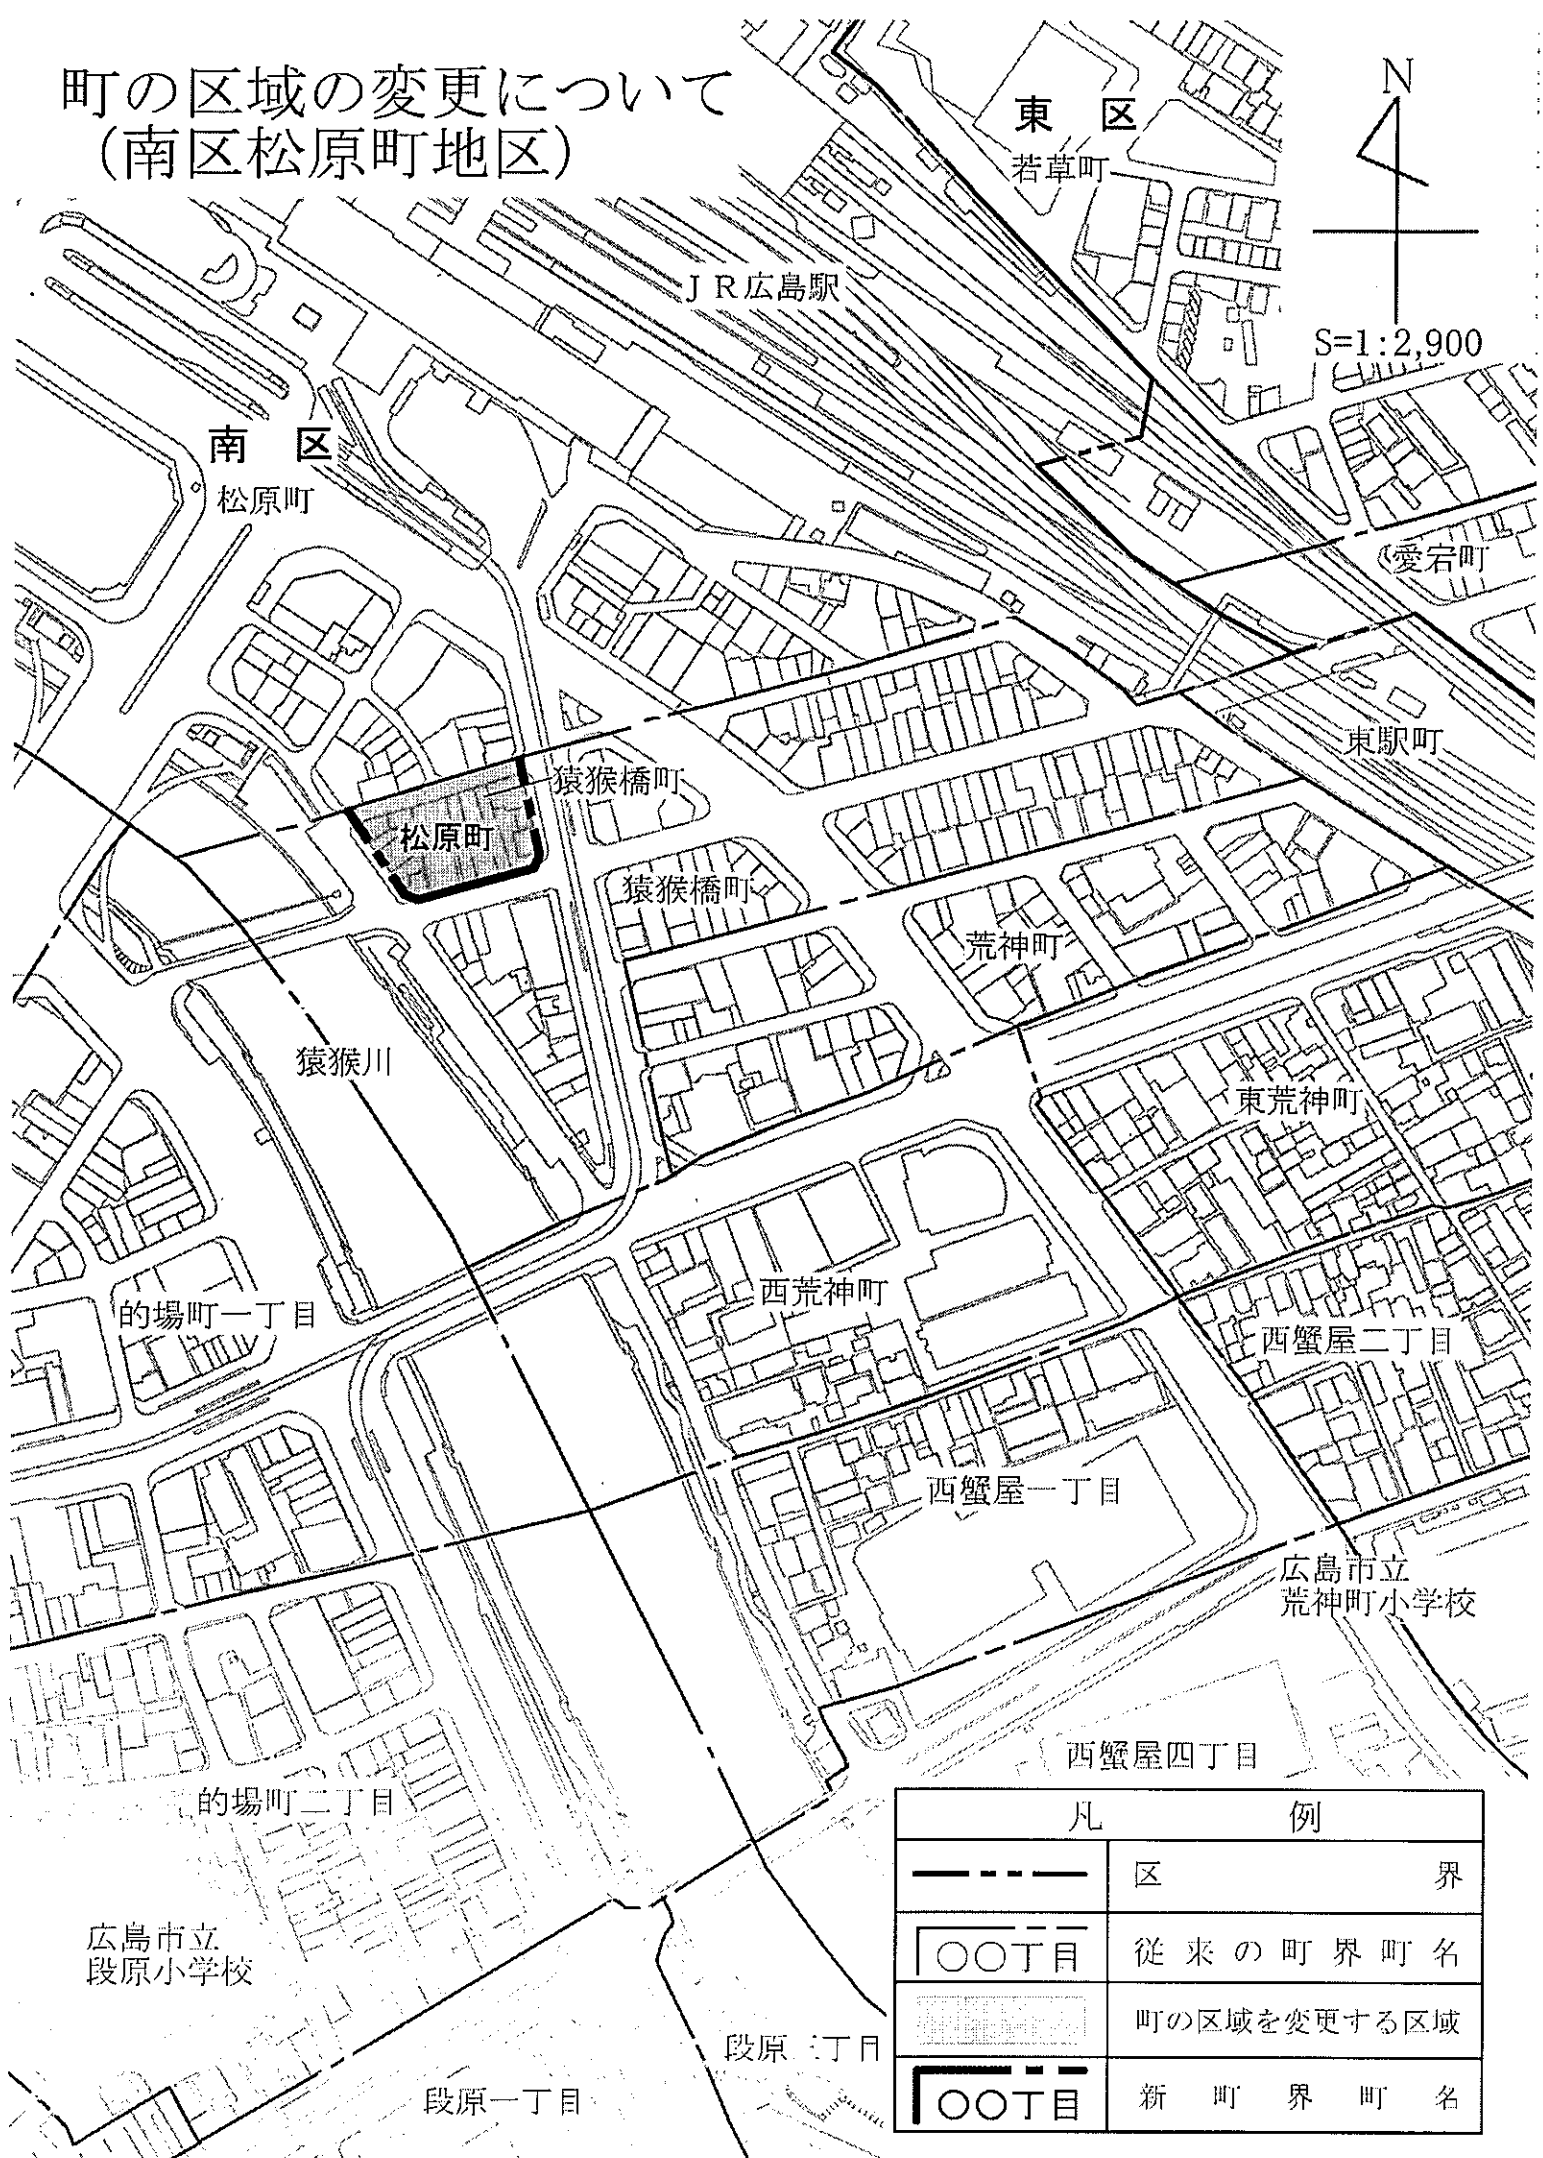 町の区域の変更について
(南区松原町地区)
N
東 区
若草町
JR広島駅
S=1:2,900
南 区
松原町
愛宕町
東駅町
猿猴橋町
松原町
猿猴橋町
荒神町
猿猴川
東荒神町
西荒神町
的場町一丁目
西蟹屋二丁目
西蟹屋一丁目
広島市立
荒神町小学校
西蟹屋四丁目
的場町二丁目
広島市立
段原小学校
段原一丁目
凡 例
区 界
〇〇丁目 従来の町界町名
町の区域を変更する区域
〇〇丁目 新町界町名